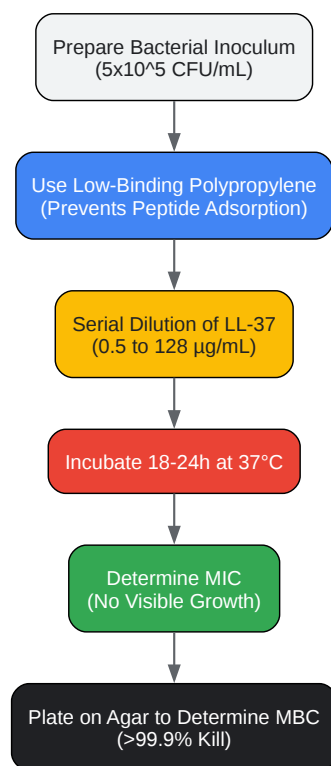 Prepare Bacterial Inoculum
(5x10^5 CFU/mL)
Use Low-Binding Polypropylene
(Prevents Peptide Adsorption)
Serial Dilution of LL-37
(0.5 to 128 µg/mL)
Incubate 18-24h at 37°C
Determine MIC
(No Visible Growth)
Plate on Agar to Determine MBC
(>99.9% Kill)